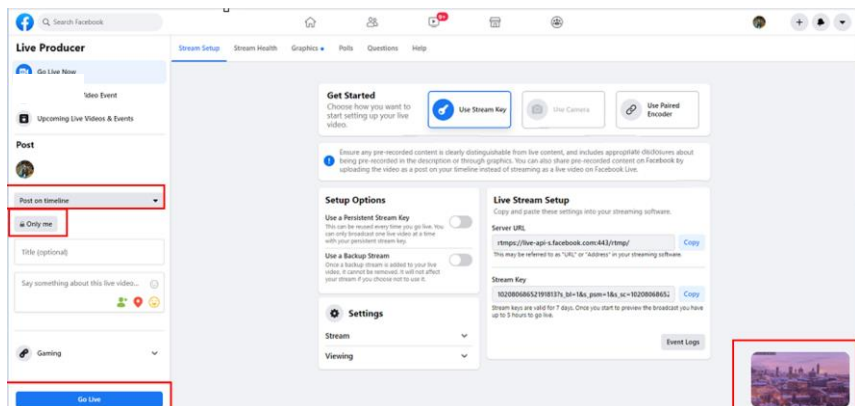 Search Facebook
9+
Live Producer
Go Live Now
Video Event
Upcoming Live Videos & Events
Post
Post on timeline
Only me
Title (optional)
Say something about this live video...
Gaming
Go Live
Stream Setup
Stream Health
Graphics
Polls
Questions
Help
Get Started
Choose how you want to
start setting up your live
video.
Use Stream Key
Use Camera
Use Paired
Encoder
Ensure any pre-recorded content is clearly distinguishable from live content, and includes appropriate disclosures about
being pre-recorded in the description or through graphics. You can also share pre-recorded content on Facebook by
uploading the video as a post on your timeline instead of streaming as a live video on Facebook Live.
Setup Options
Use a Persistent Stream Key
This can be reused every time you go live. You
can only broadcast one live video at a time
with your persistent stream key.
Use a Backup Stream
Once a backup stream is added to your live
video, it cannot be removed. It will not affect
your stream if you choose not to use it.
Settings
Stream
Viewing
Live Stream Setup
Copy and paste these settings into your streaming software.
Server URL
rtmps://live-api-s.facebook.com:443/rtmp/
Copy
This may be referred to as "URL" or "Address" in your streaming software.
Stream Key
Copy
Stream keys are valid for 7 days. Once you start to preview the broadcast you have
up to 5 hours to go live.
Event Logs